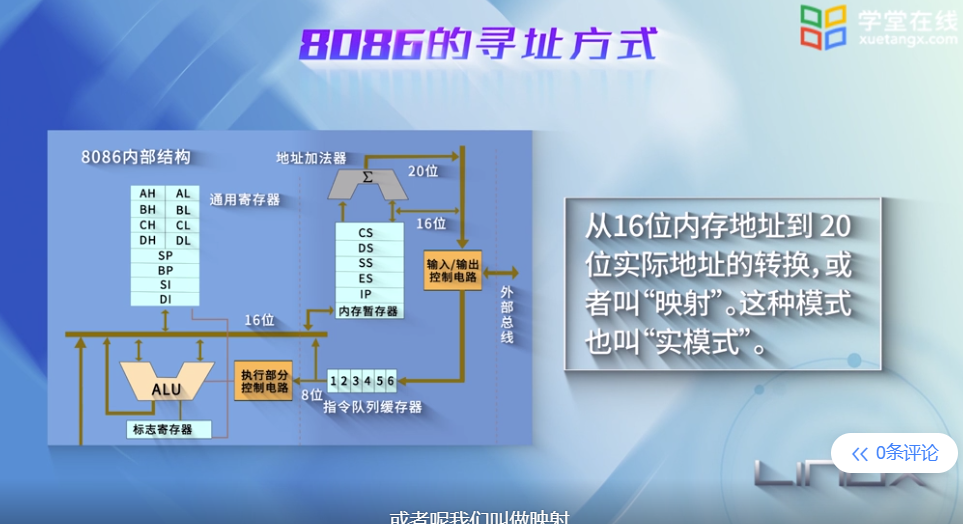 8086的寻址方式
学堂在线
xuetangx.com
8086内部结构
地址加法器
Σ
20位
AH AL
BH BL
CH CL
DH DL
SP
BP
SI
DI
通用寄存器
16位
CS
DS
SS
ES
IP
内存暂存器
输入/输出
控制电路
外部总线
16位
ALU
执行部分
控制电路
8位
1 2 3 4 5 6
指令队列缓存器
标志寄存器
从16位内存地址到 20
位实际地址的转换，或
者叫“映射”。这种模式
也叫“实模式”。
0条评论
LINUX
或者呢我们叫做映射